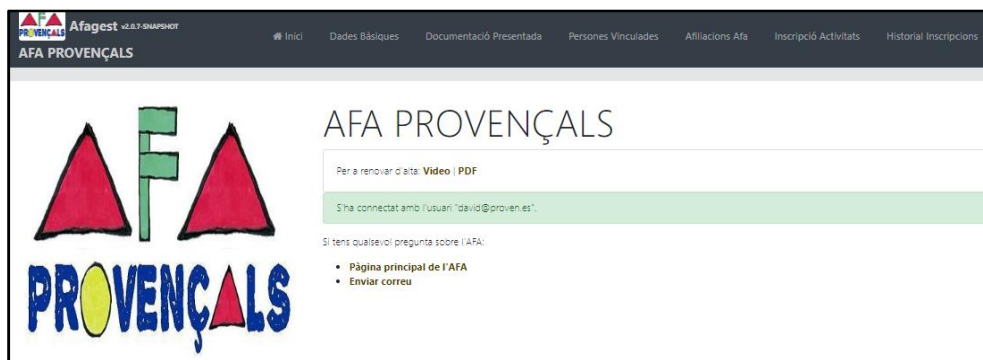 AFA
PROVENÇALS
Afagest v2.0.7-SNAPSHOT
AFA PROVENÇALS
Inici
Dades Bàsiques
Documentació Presentada
Persones Vinculades
Afiliacions Afa
Inscripció Activitats
Historial Inscripcions
AFA
PROVENÇALS
AFA PROVENÇALS
Per a renovar d'alta: Video | PDF
S'ha connectat amb l'usuari "david@proven.es".
Si tens qualsevol pregunta sobre l'AFA:
• Pàgina principal de l'AFA
• Enviar correu